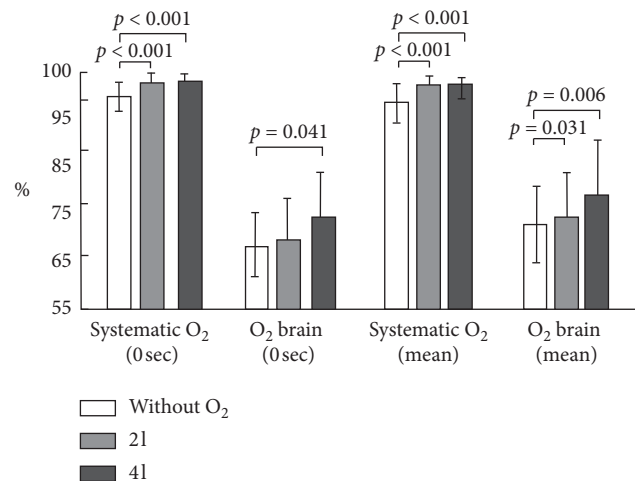 p < 0.001
p < 0.001
p < 0.001
p < 0.001
p = 0.041
p = 0.006
p = 0.031
100
95
75
65
55
%
Systematic O₂
(0 sec)
O₂ brain
(0 sec)
Systematic O₂
(mean)
O₂ brain
(mean)
Without O₂
2l
4l